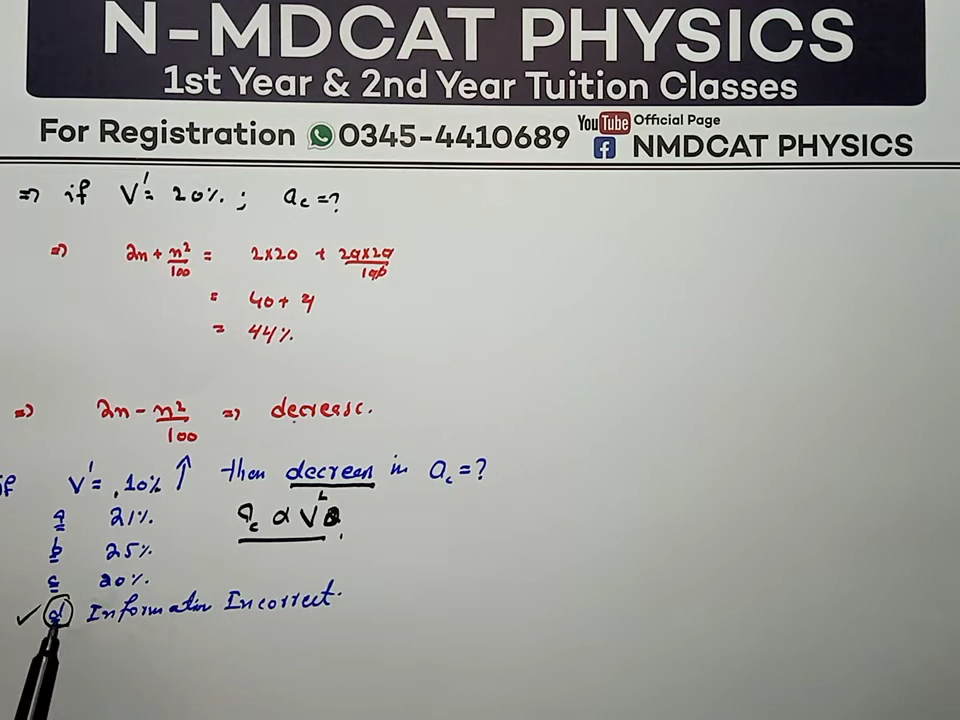 N-MDCAT PHYSICS
1st Year & 2nd Year Tuition Classes
For Registration 0345-4410689 YouTube Official Page
NMDCAT PHYSICS
⇒ if V' = 20% ; ac = ?
⇒ 2n + n²/100 = 2×20 + 20×20/100
= 40 + 4
= 44%
⇒ 2n - n²/100 ⇒ decrease.
if V' = 10% ↑ then decrease in ac = ?
a 21% ac ∝ V²
b 25%
c 20%
✓ d Information Incorrect.